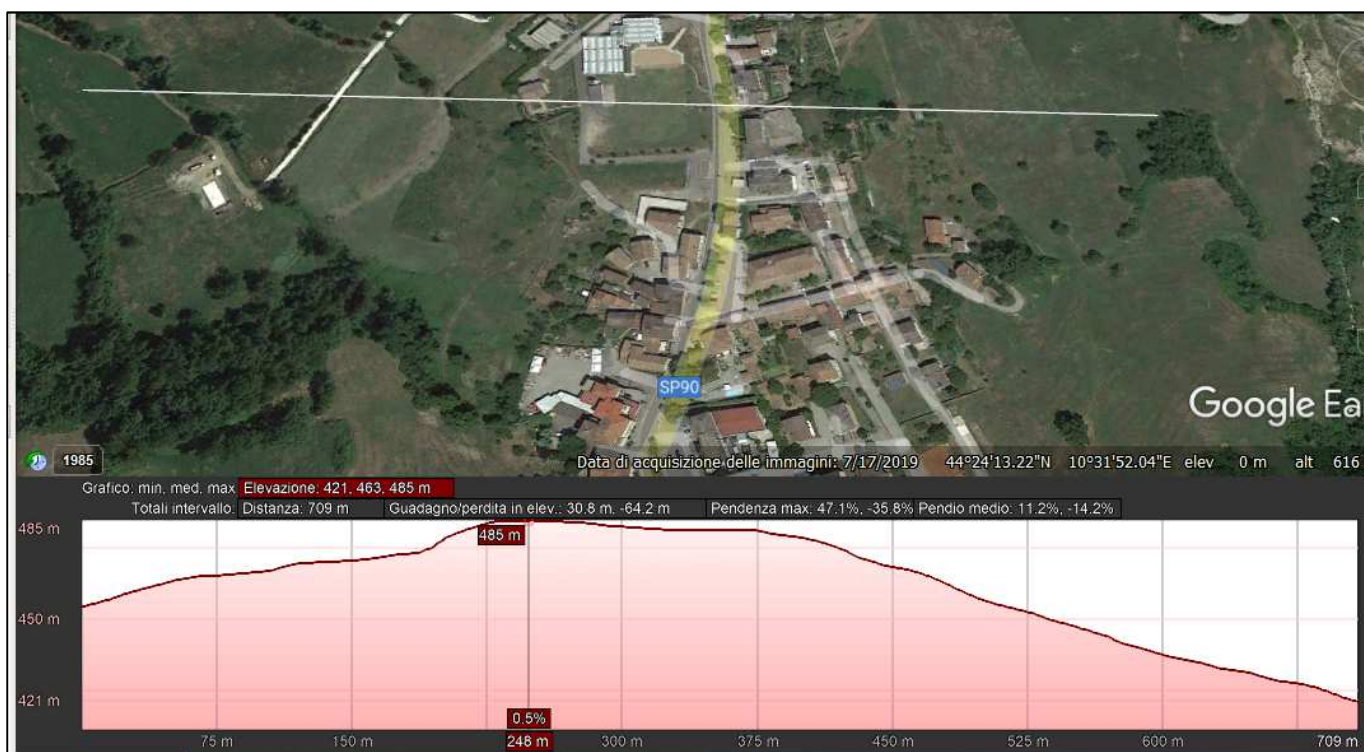 SP90
Google Ea
1985
Data di acquisizione delle immagini: 7/17/2019 44°24'13.22"N 10°31'52.04"E elev 0 m alt 616
Grafico: min, med, max Elevazione: 421, 463, 485 m
Totali intervallo: Distanza: 709 m Guadagno/perdita in elev.: 30.8 m, -64.2 m Pendenza max: 47.1%, -35.8% Pendio medio: 11.2%, -14.2%
485 m
485 m
450 m
421 m
0.5%
75 m 150 m 248 m 300 m 375 m 450 m 525 m 600 m 709 m